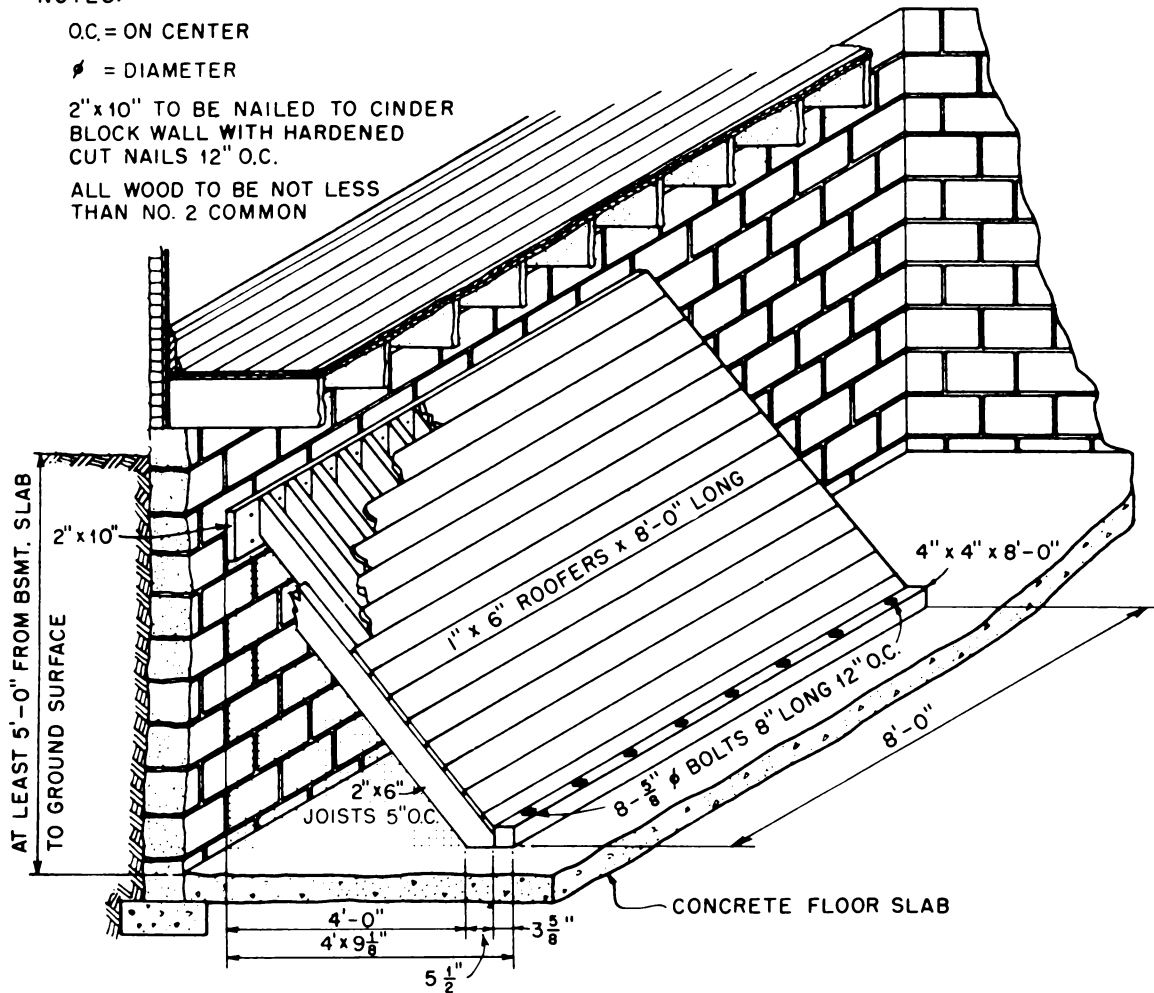 NOTES:
O.C. = ON CENTER
ϕ = DIAMETER
2" x 10" TO BE NAILED TO CINDER
BLOCK WALL WITH HARDENED
CUT NAILS 12" O.C.
ALL WOOD TO BE NOT LESS
THAN NO. 2 COMMON
AT LEAST 5'-0" FROM BSMT. SLAB
TO GROUND SURFACE
2" x 10"
1" x 6" ROOFERS x 8'-0" LONG
4" x 4" x 8'-0"
8-5/8" ϕ BOLTS 8" LONG 12" O.C.
8'-0"
2" x 6"
JOISTS 5" O.C.
CONCRETE FLOOR SLAB
4'-0"
3 5/8"
4' x 9 1/8"
5 1/2"